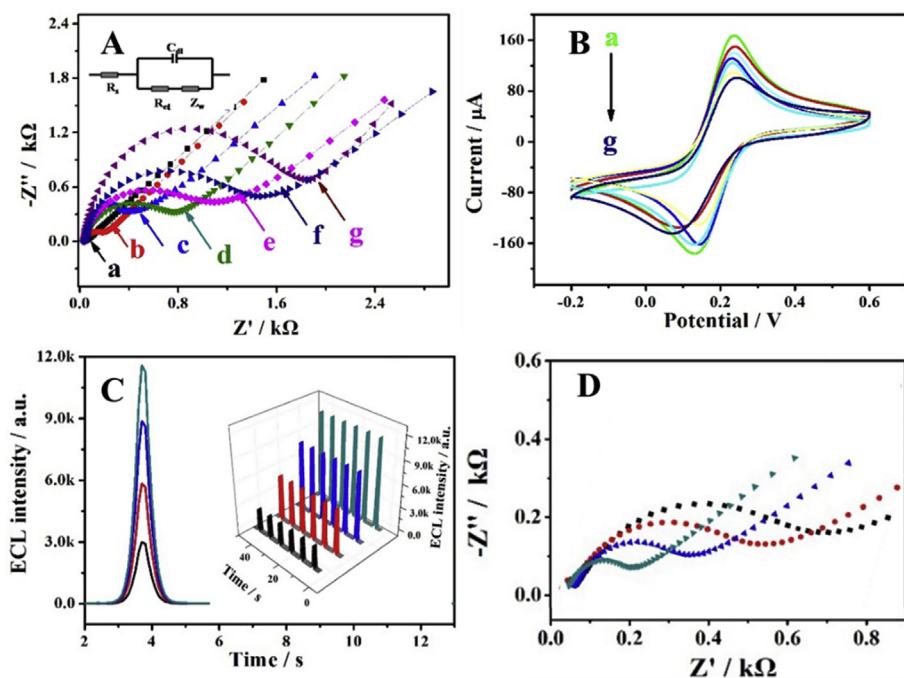 A
C_dl
R_s
R_et Z_w
-Z'' / kΩ
2.4
1.8
1.2
0.6
0.0
a b c d e f g
0.0 0.8 1.6 2.4
Z' / kΩ
B
a
g
Current / μA
160
80
0
-80
-160
-0.2 0.0 0.2 0.4 0.6
Potential / V
C
ECL intensity / a.u.
12.0k
9.0k
6.0k
3.0k
0.0
2 4 6 8 10 12
Time / s
ECL intensity / a.u.
12.0k
9.0k
6.0k
3.0k
0.0
40 20 0
Time / s
D
-Z'' / kΩ
0.6
0.4
0.2
0.0
0.0 0.2 0.4 0.6 0.8
Z' / kΩ